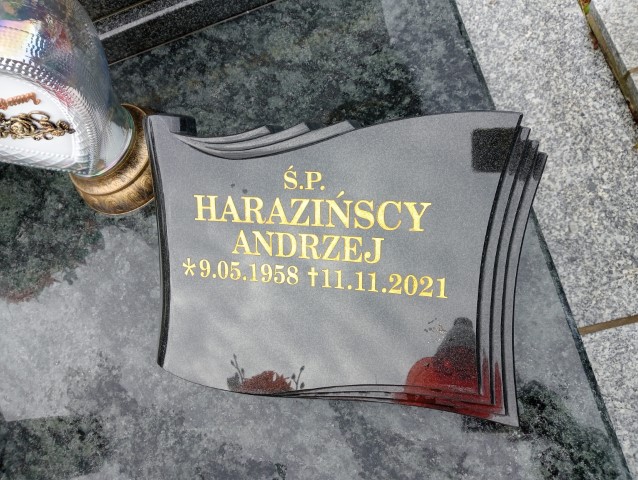 Ś.P.
HARAZIŃSCY
ANDRZEJ
*9.05.1958 †11.11.2021